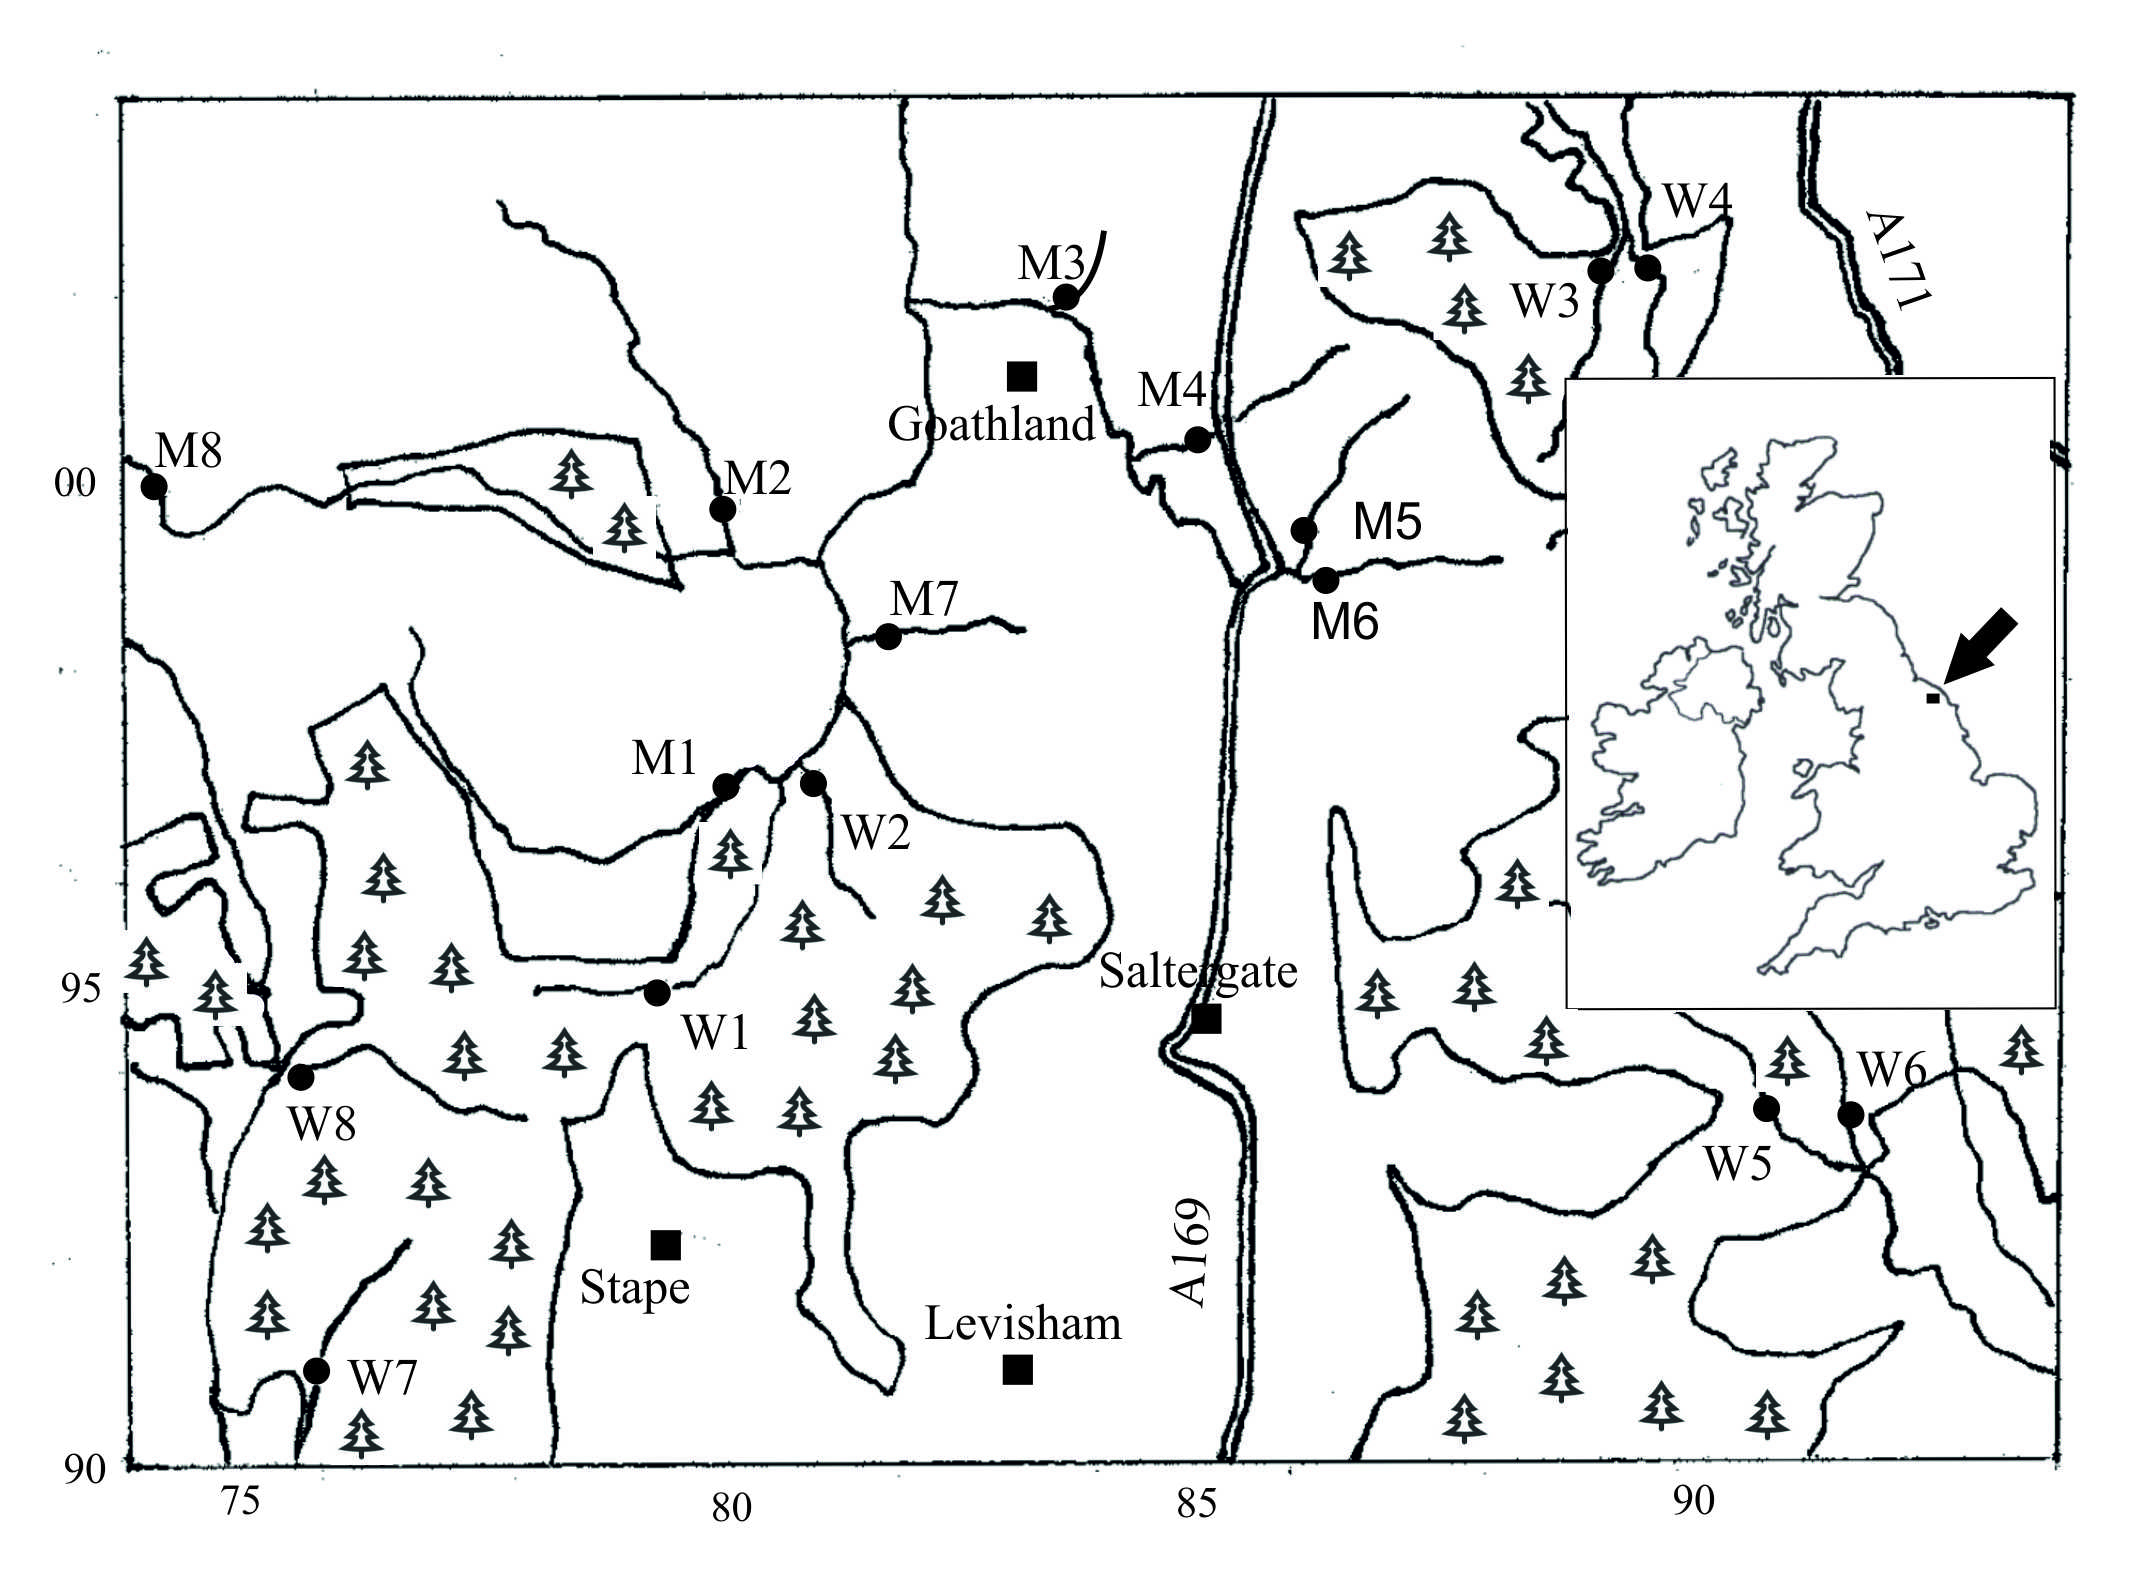 W4
A171
M3
W3
M4
Goathland
M8
M2
00
M5
M7
M6
M1
W2
Saltergate
95
W1
W6
W8
W5
A169
Stape
Levisham
W7
90
75
80
85
90